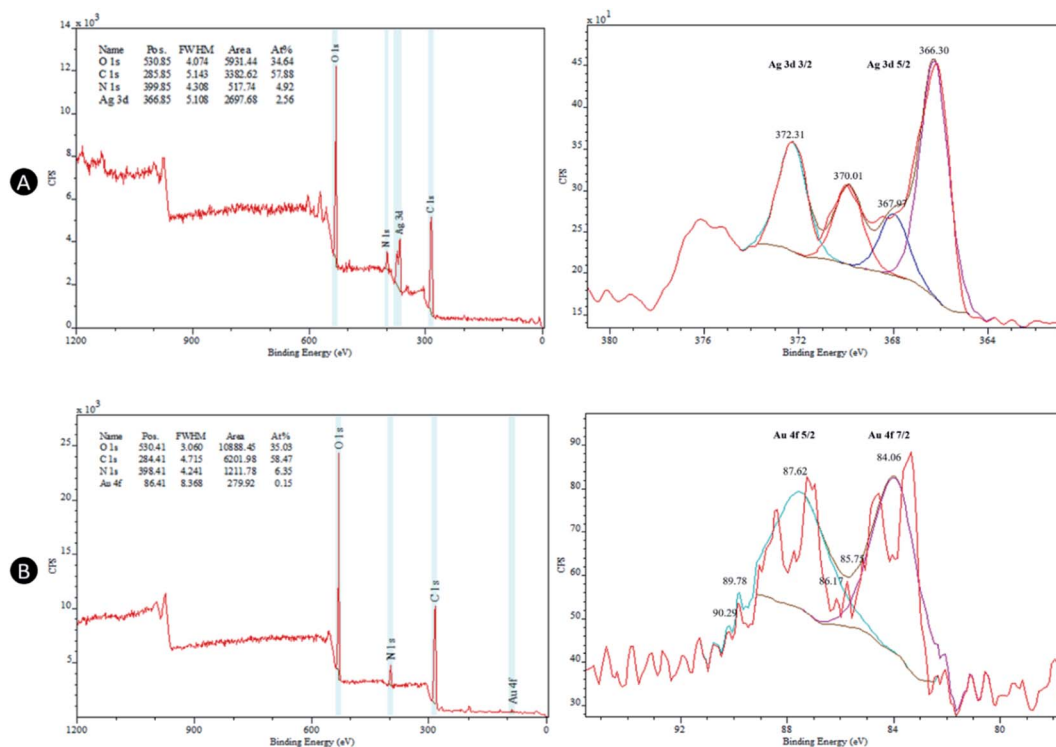 A
x 10³
14
12
10
8
6
4
2
0
CPS
Name Pos. FWHM Area At%
O 1s 530.85 4.074 5931.44 34.64
C 1s 285.85 5.143 3382.62 57.88
N 1s 399.85 4.308 517.74 4.92
Ag 3d 366.85 5.108 2697.68 2.56
O 1s
N 1s
Ag 3d
C 1s
1200 900 600 300 0
Binding Energy (eV)
x 10¹
45
35
25
15
CPS
Ag 3d 3/2 Ag 3d 5/2
366.30
372.31
370.01
367.97
380 376 372 368 364
Binding Energy (eV)
B
x 10³
25
20
15
10
5
CPS
Name Pos. FWHM Area At%
O 1s 530.41 3.060 10888.45 35.03
C 1s 284.41 4.715 6201.98 58.47
N 1s 398.41 4.241 1211.78 6.35
Au 4f 86.41 8.368 279.92 0.15
O 1s
N 1s
C 1s
Au 4f
1200 900 600 300 0
Binding Energy (eV)
90
80
70
60
50
40
30
CPS
Au 4f 5/2 Au 4f 7/2
87.62
84.06
85.75
86.17
89.78
90.29
92 88 84 80
Binding Energy (eV)